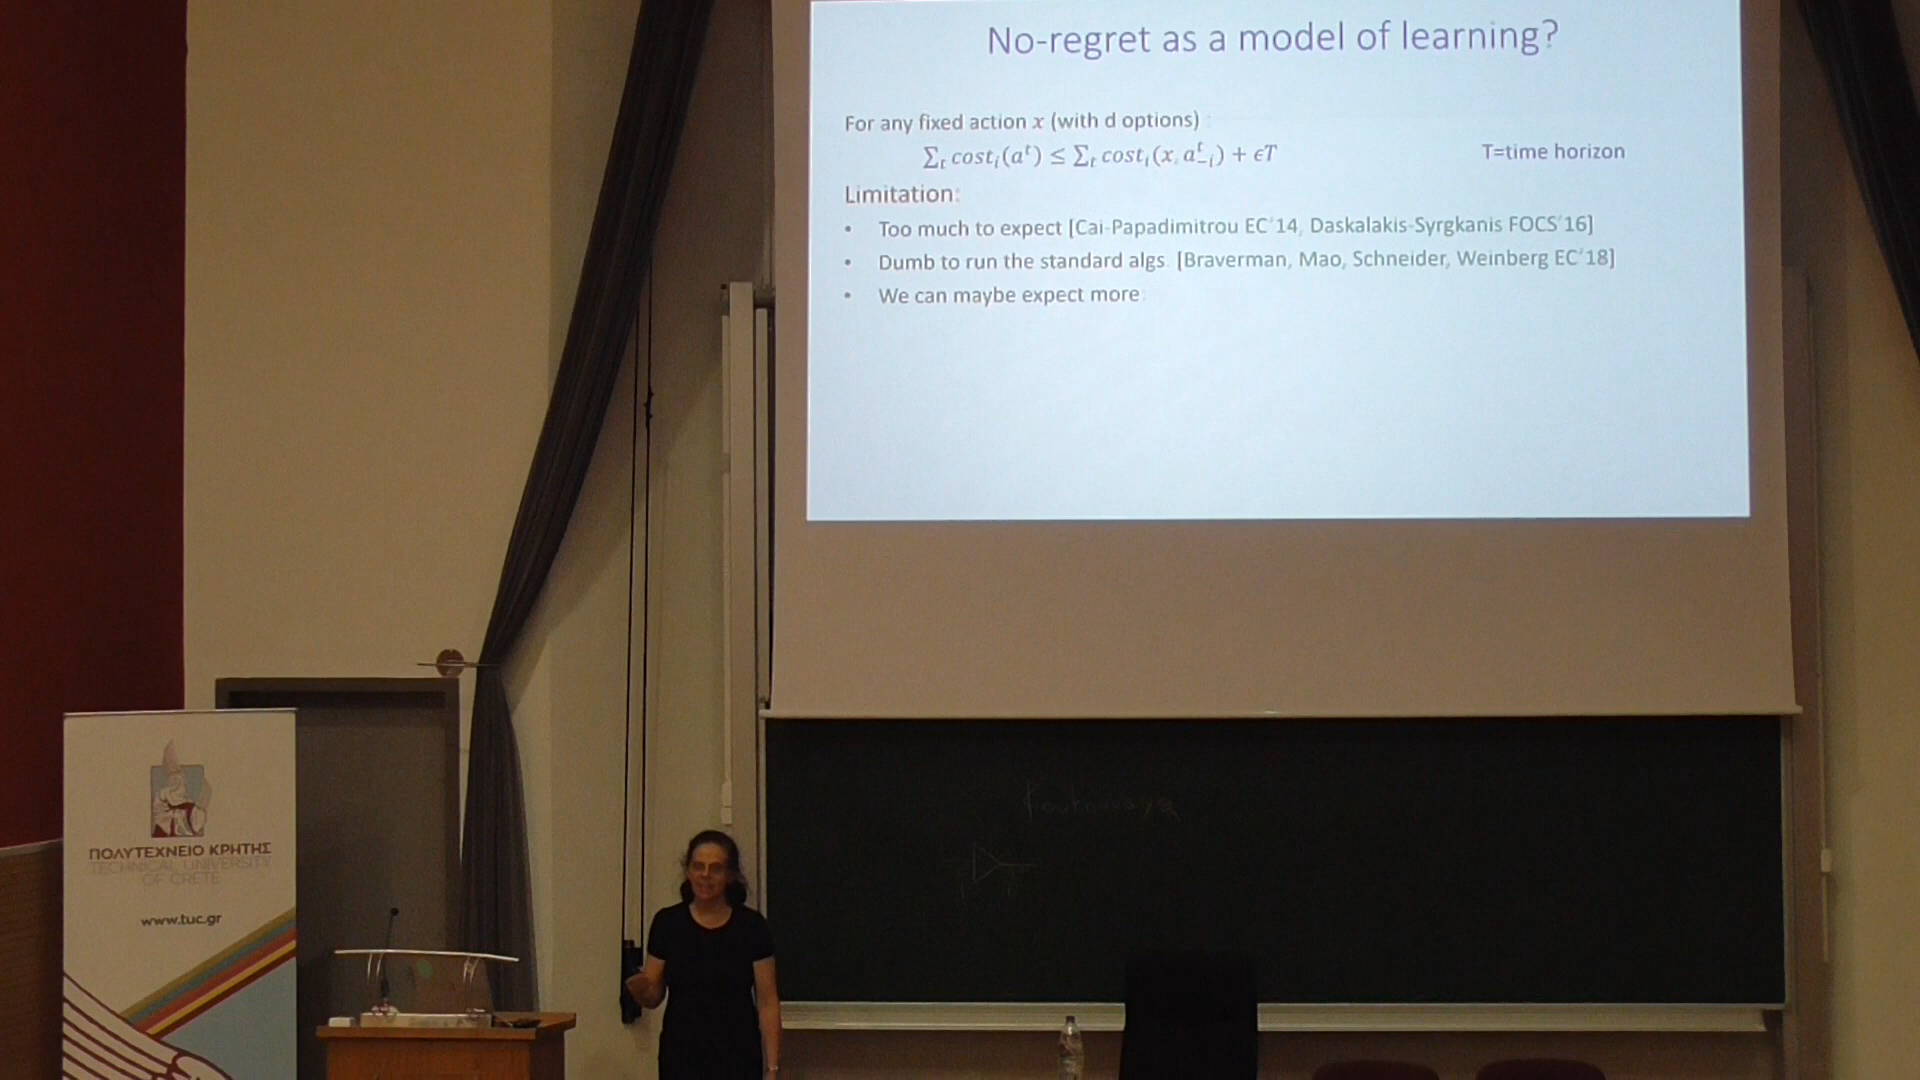 No-regret as a model of learning?
For any fixed action x (with d options) :
∑ₜ costᵢ(aᵗ) ≤ ∑ₜ costᵢ(x, aᵗ₋ᵢ) + ϵT
T=time horizon
Limitation:
• Too much to expect [Cai-Papadimitrou EC'14, Daskalakis-Syrgkanis FOCS'16]
• Dumb to run the standard algs. [Braverman, Mao, Schneider, Weinberg EC'18]
• We can maybe expect more:
ΠΟΛΥΤΕΧΝΕΙΟ ΚΡΗΤΗΣ
TECHNICAL UNIVERSITY
OF CRETE
www.tuc.gr